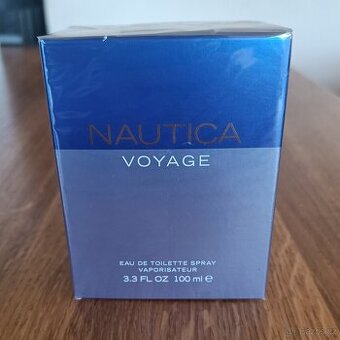 NAUTICA
VOYAGE
EAU DE TOILETTE SPRAY
VAPORISATEUR
3.3 FL OZ 100 ml ℮